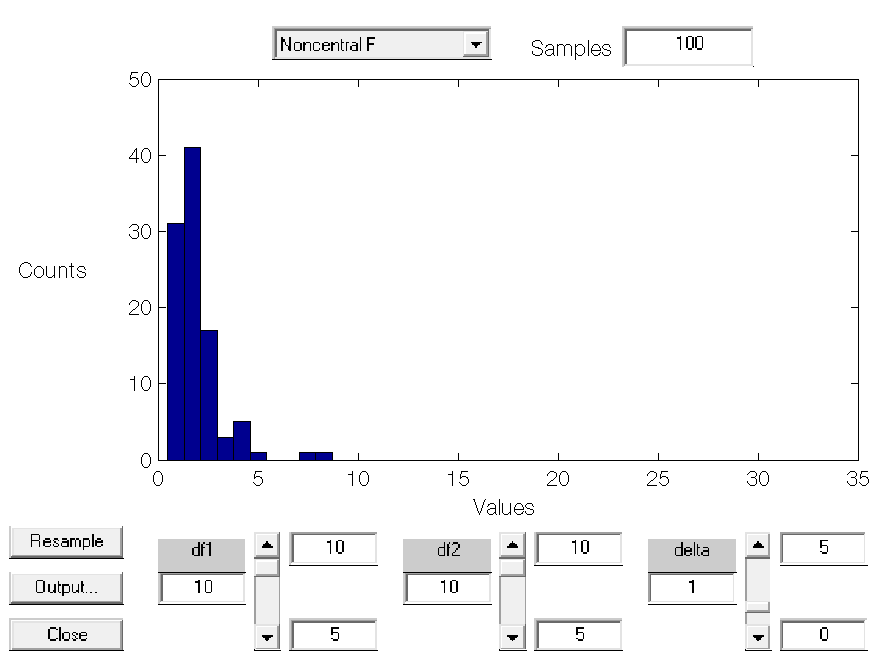 Noncentral F
Samples 100
50
40
30
20
10
0
Counts
0 5 10 15 20 25 30 35
Values
Resample
Output...
Close
df1 10
10
5
df2 10
10
5
delta 5
1
0